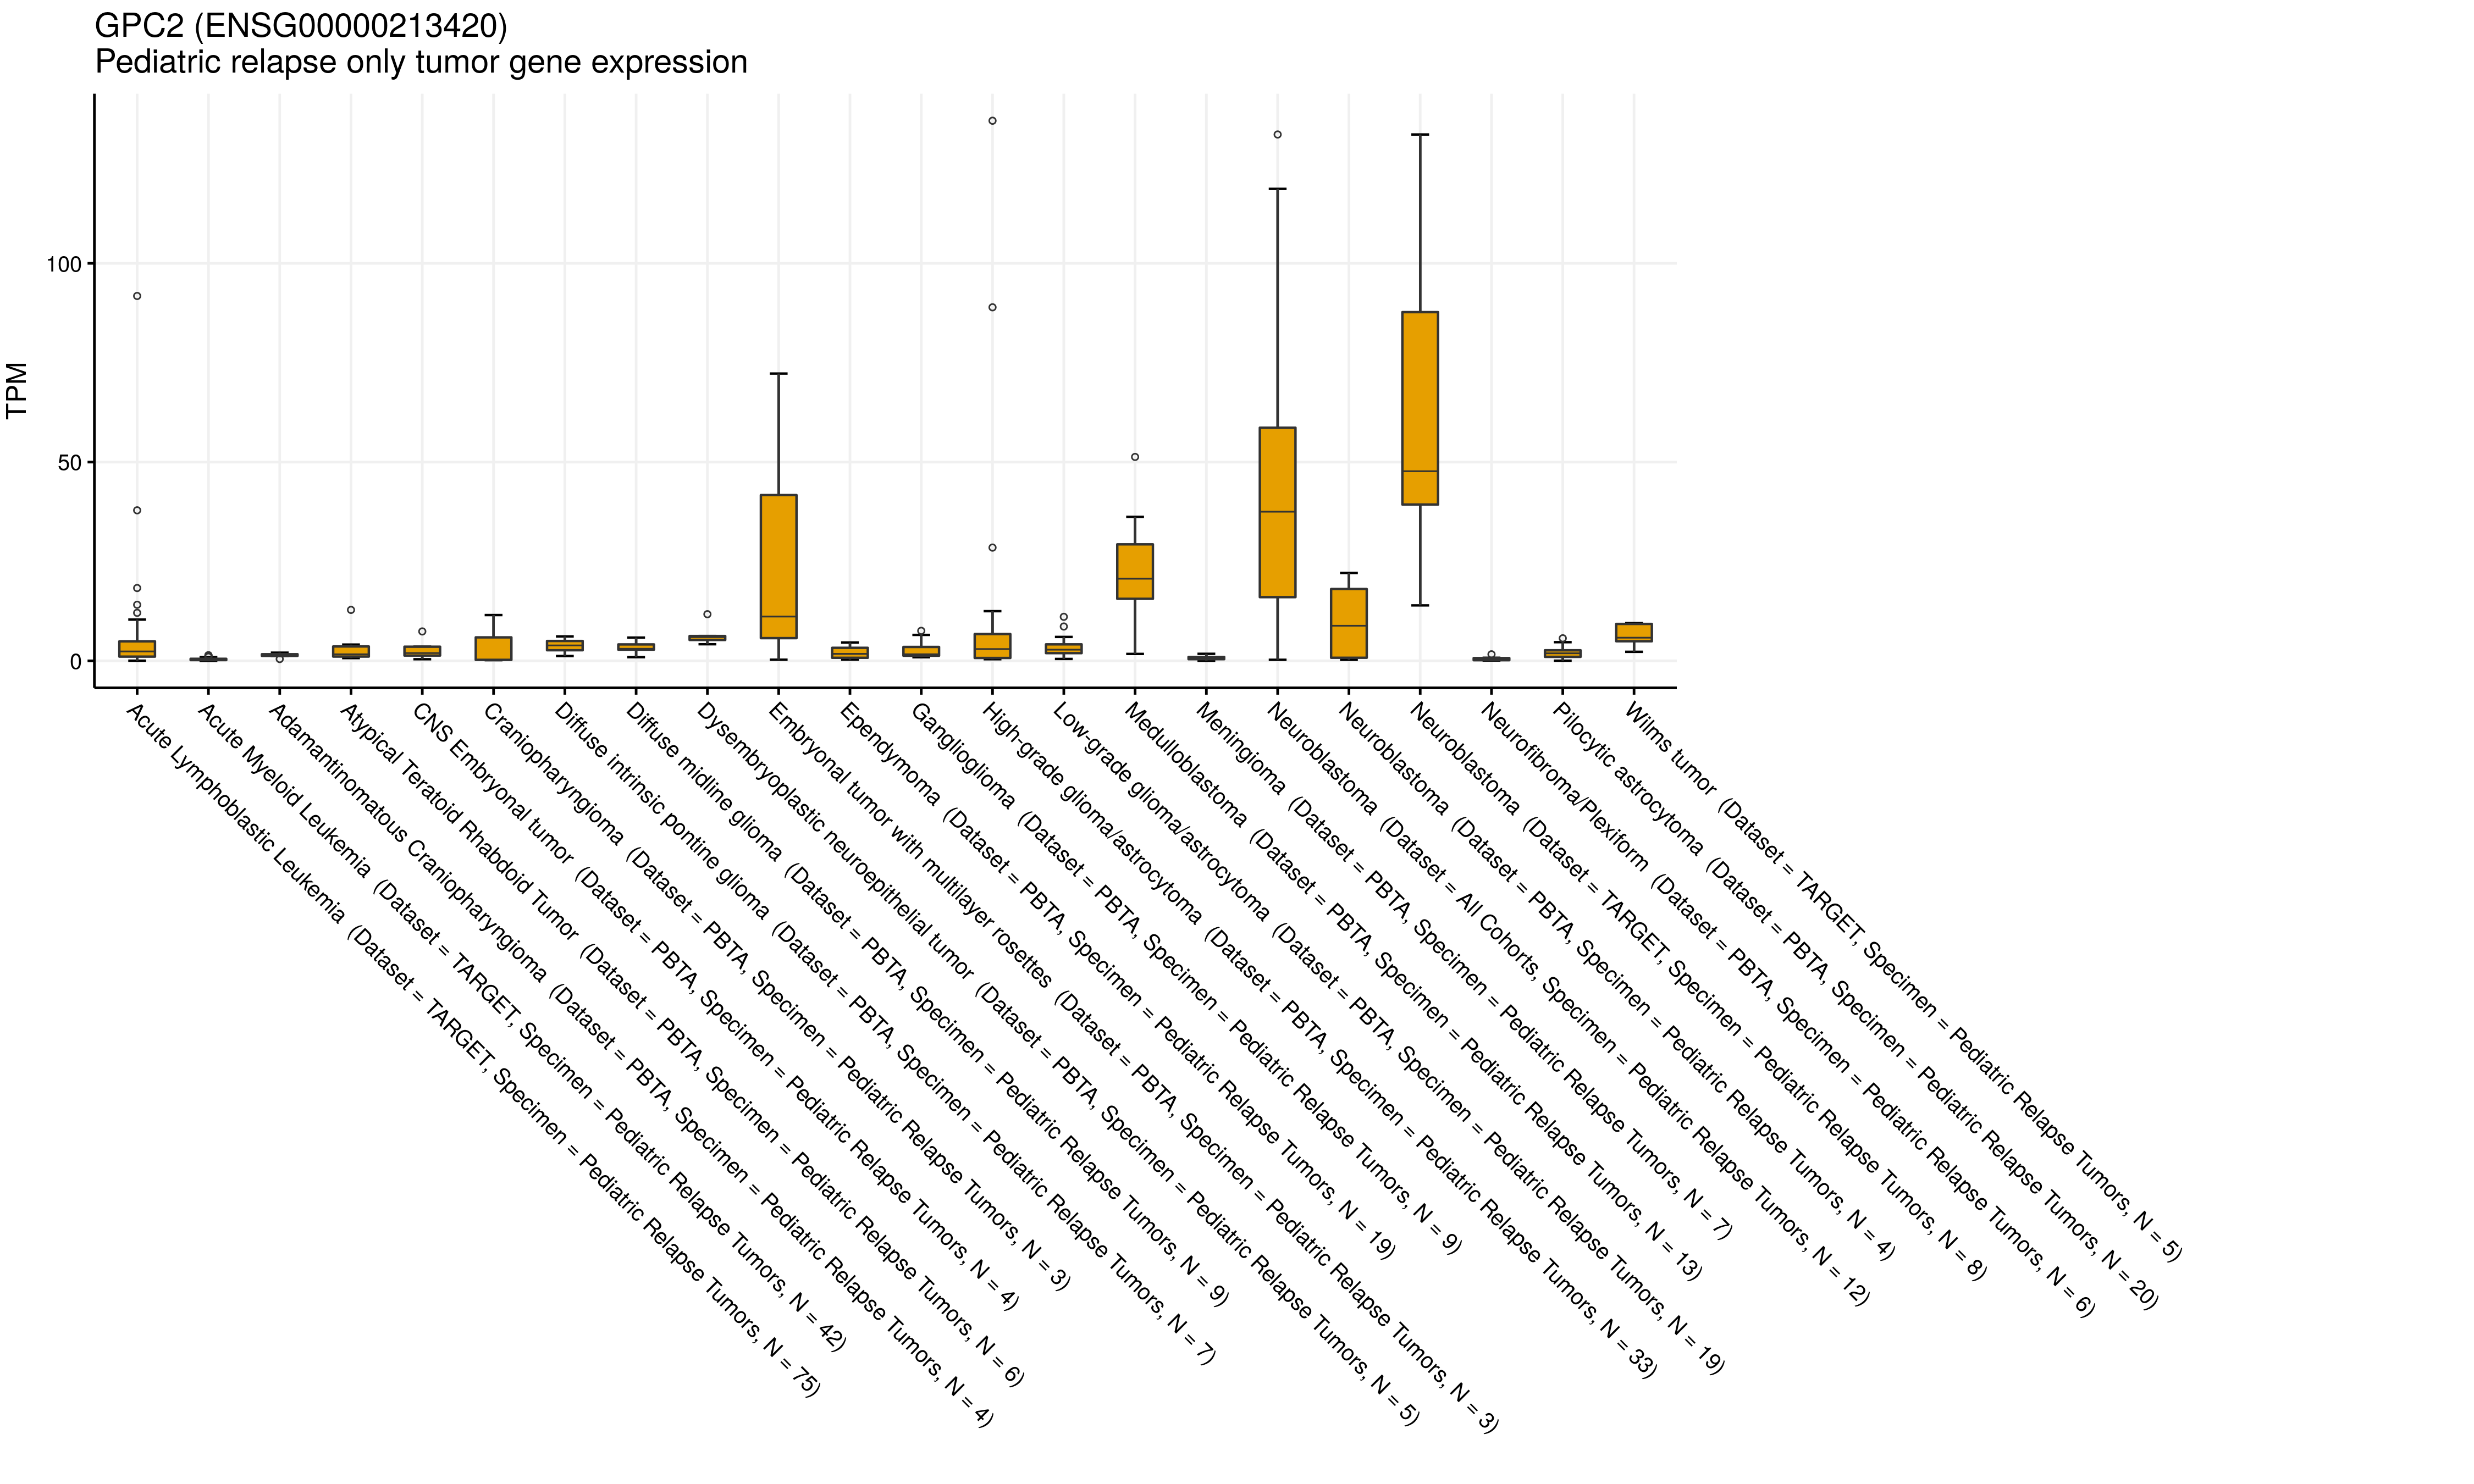 GPC2 (ENSG00000213420)
Pediatric relapse only tumor gene expression
TPM
100
50
0
Acute Lymphoblastic Leukemia (Dataset = TARGET, Specimen = Pediatric Relapse Tumors, N = 75)
Acute Myeloid Leukemia (Dataset = TARGET, Specimen = Pediatric Relapse Tumors, N = 42)
Adamantinomatous Craniopharyngioma (Dataset = PBTA, Specimen = Pediatric Relapse Tumors, N = 4)
Atypical Teratoid Rhabdoid Tumor (Dataset = PBTA, Specimen = Pediatric Relapse Tumors, N = 6)
CNS Embryonal tumor (Dataset = PBTA, Specimen = Pediatric Relapse Tumors, N = 4)
Craniopharyngioma (Dataset = PBTA, Specimen = Pediatric Relapse Tumors, N = 3)
Diffuse intrinsic pontine glioma (Dataset = PBTA, Specimen = Pediatric Relapse Tumors, N = 7)
Diffuse midline glioma (Dataset = PBTA, Specimen = Pediatric Relapse Tumors, N = 9)
Dysembryoplastic neuroepithelial tumor (Dataset = PBTA, Specimen = Pediatric Relapse Tumors, N = 5)
Embryonal tumor with multilayer rosettes (Dataset = PBTA, Specimen = Pediatric Relapse Tumors, N = 3)
Ependymoma (Dataset = PBTA, Specimen = Pediatric Relapse Tumors, N = 19)
Ganglioglioma (Dataset = PBTA, Specimen = Pediatric Relapse Tumors, N = 9)
High-grade glioma/astrocytoma (Dataset = PBTA, Specimen = Pediatric Relapse Tumors, N = 33)
Low-grade glioma/astrocytoma (Dataset = PBTA, Specimen = Pediatric Relapse Tumors, N = 19)
Medulloblastoma (Dataset = PBTA, Specimen = Pediatric Relapse Tumors, N = 13)
Meningioma (Dataset = PBTA, Specimen = Pediatric Relapse Tumors, N = 7)
Neuroblastoma (Dataset = All Cohorts, Specimen = Pediatric Relapse Tumors, N = 12)
Neuroblastoma (Dataset = PBTA, Specimen = Pediatric Relapse Tumors, N = 4)
Neuroblastoma (Dataset = TARGET, Specimen = Pediatric Relapse Tumors, N = 8)
Neurofibroma/Plexiform (Dataset = PBTA, Specimen = Pediatric Relapse Tumors, N = 6)
Pilocytic astrocytoma (Dataset = PBTA, Specimen = Pediatric Relapse Tumors, N = 20)
Wilms tumor (Dataset = TARGET, Specimen = Pediatric Relapse Tumors, N = 5)